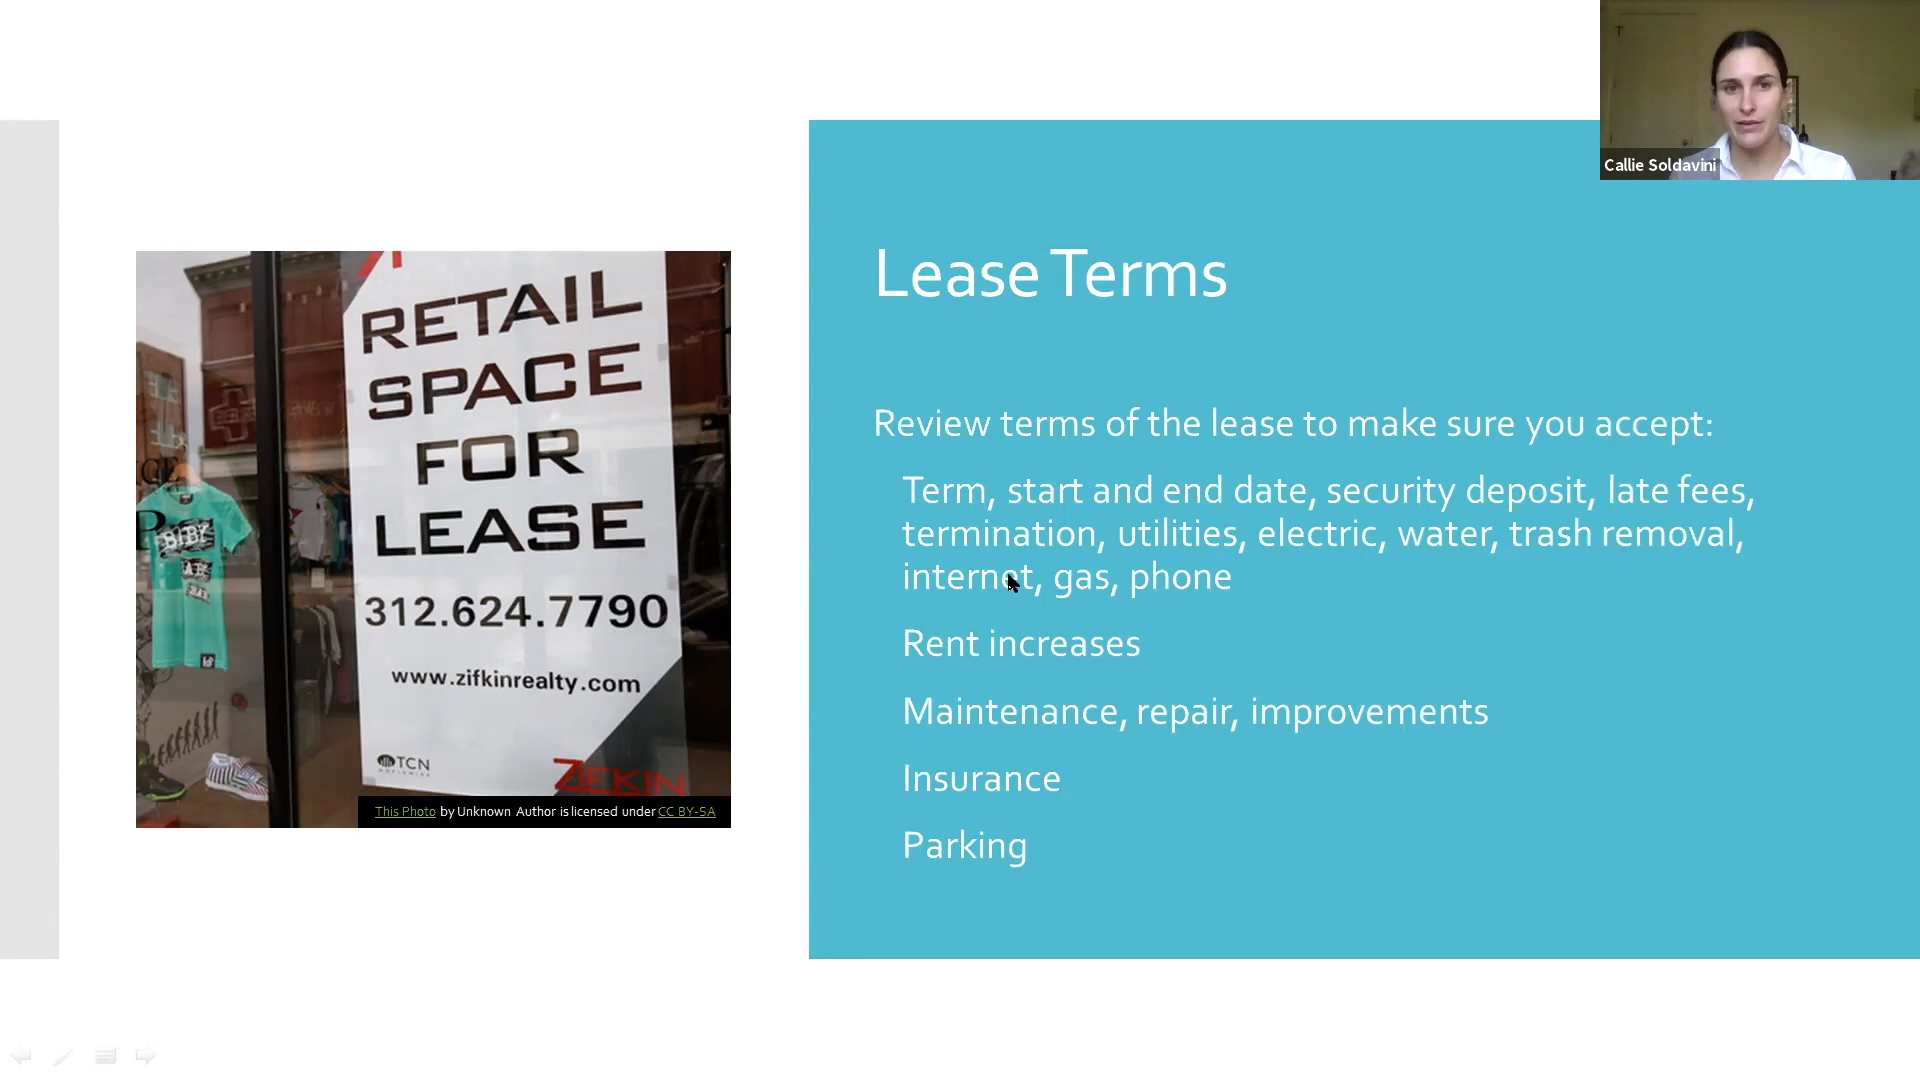 Callie Soldavini
Lease Terms
Review terms of the lease to make sure you accept:
Term, start and end date, security deposit, late fees,
termination, utilities, electric, water, trash removal,
internet, gas, phone
Rent increases
Maintenance, repair, improvements
Insurance
Parking
RETAIL
SPACE
FOR
LEASE
312.624.7790
www.zifkinrealty.com
TCN
WORLDWIDE
ZIFKIN
This Photo by Unknown Author is licensed under CC BY-SA